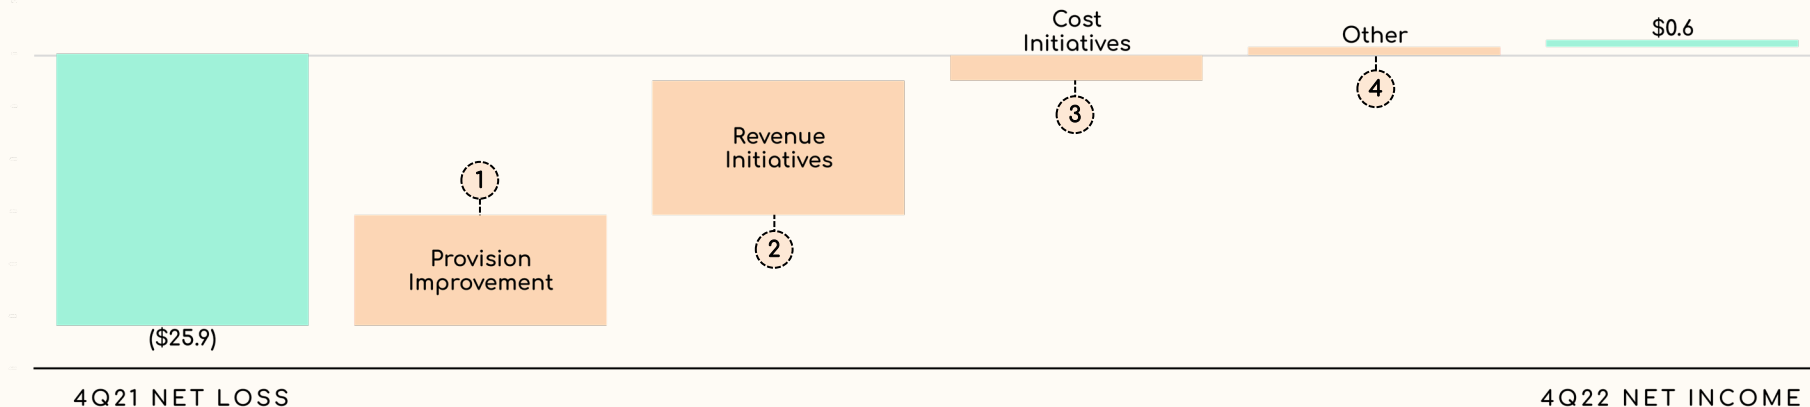 Cost
Initiatives
Other
$0.6
Revenue
Initiatives
1
2
3
4
Provision
Improvement
($25.9)
4Q21 NET LOSS
4Q22 NET INCOME